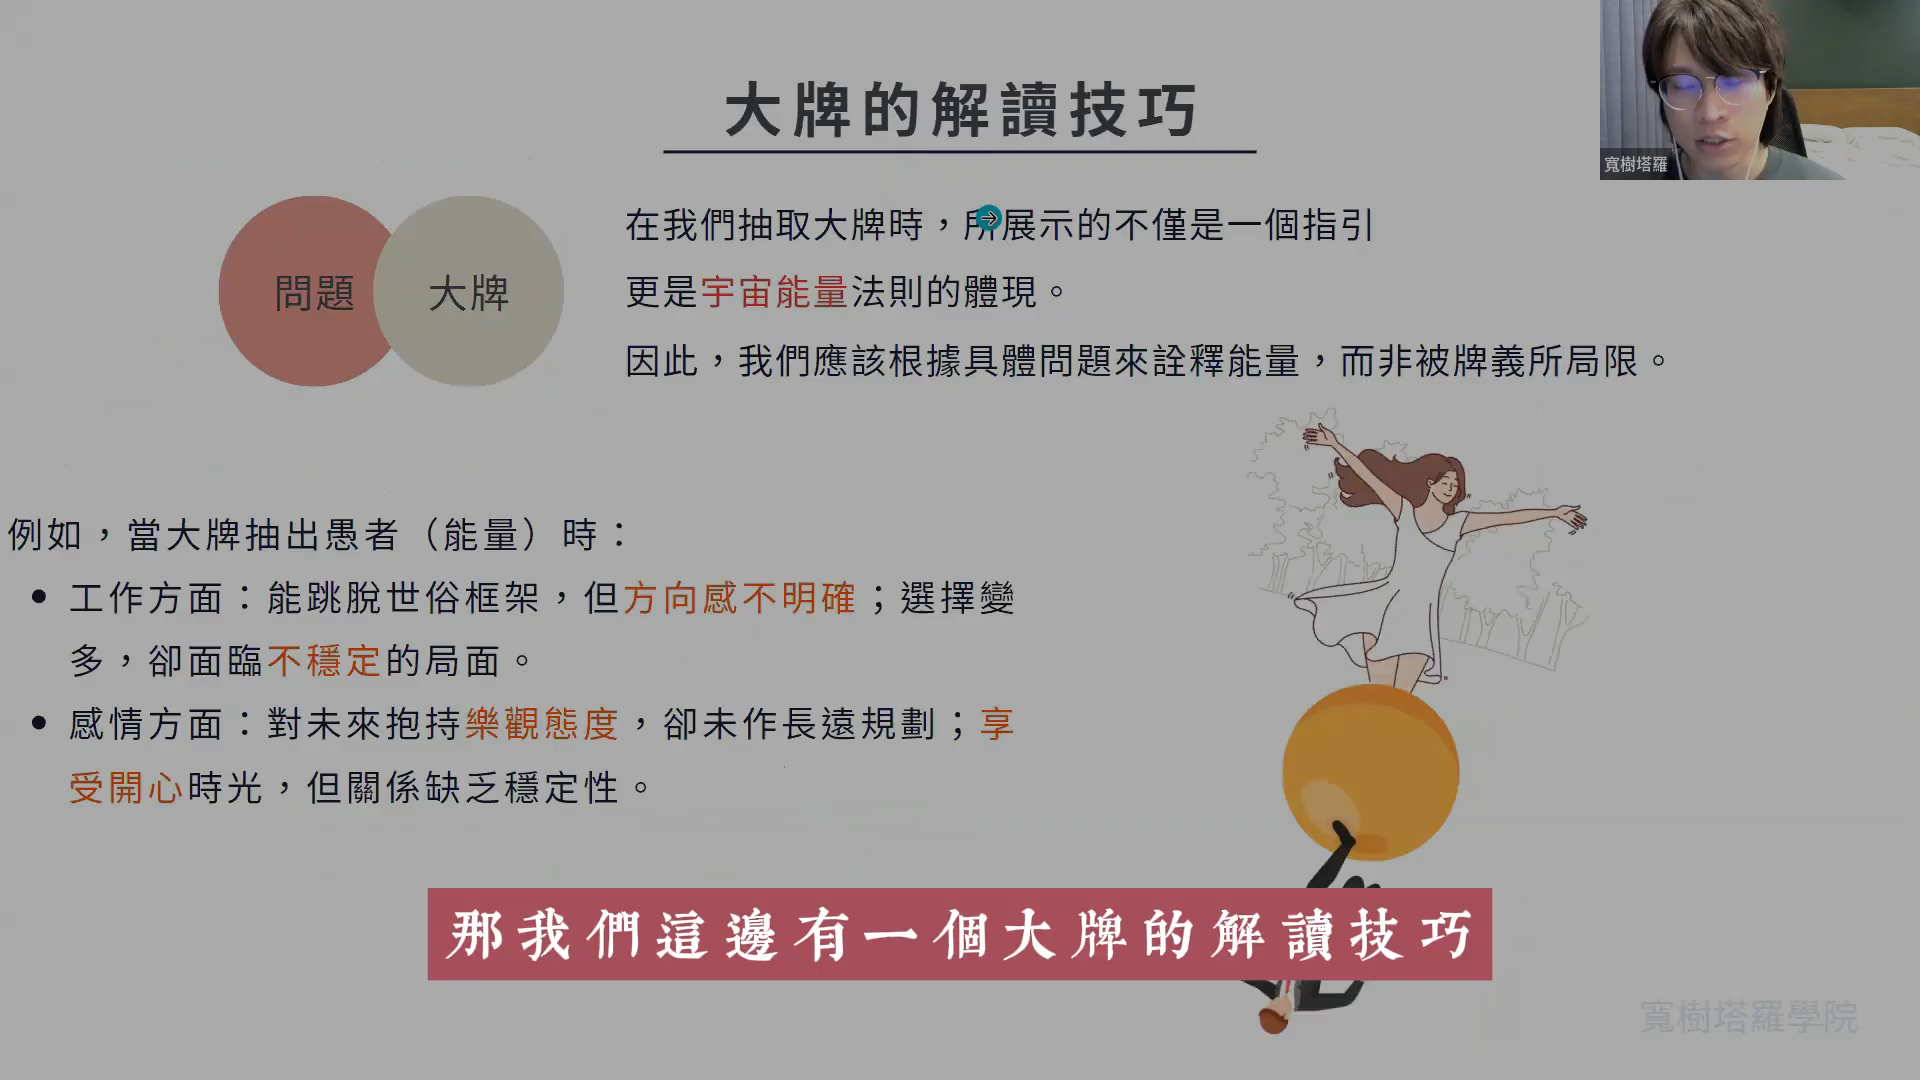 大牌的解讀技巧
寬樹塔羅
問題
大牌
在我們抽取大牌時，所展示的不僅是一個指引
更是宇宙能量法則的體現。
因此，我們應該根據具體問題來詮釋能量，而非被牌義所局限。
例如，當大牌抽出愚者（能量）時：
• 工作方面：能跳脫世俗框架，但方向感不明確；選擇變
多，卻面臨不穩定的局面。
• 感情方面：對未來抱持樂觀態度，卻未作長遠規劃；享
受開心時光，但關係缺乏穩定性。
那我們這邊有一個大牌的解讀技巧
寬樹塔羅學院